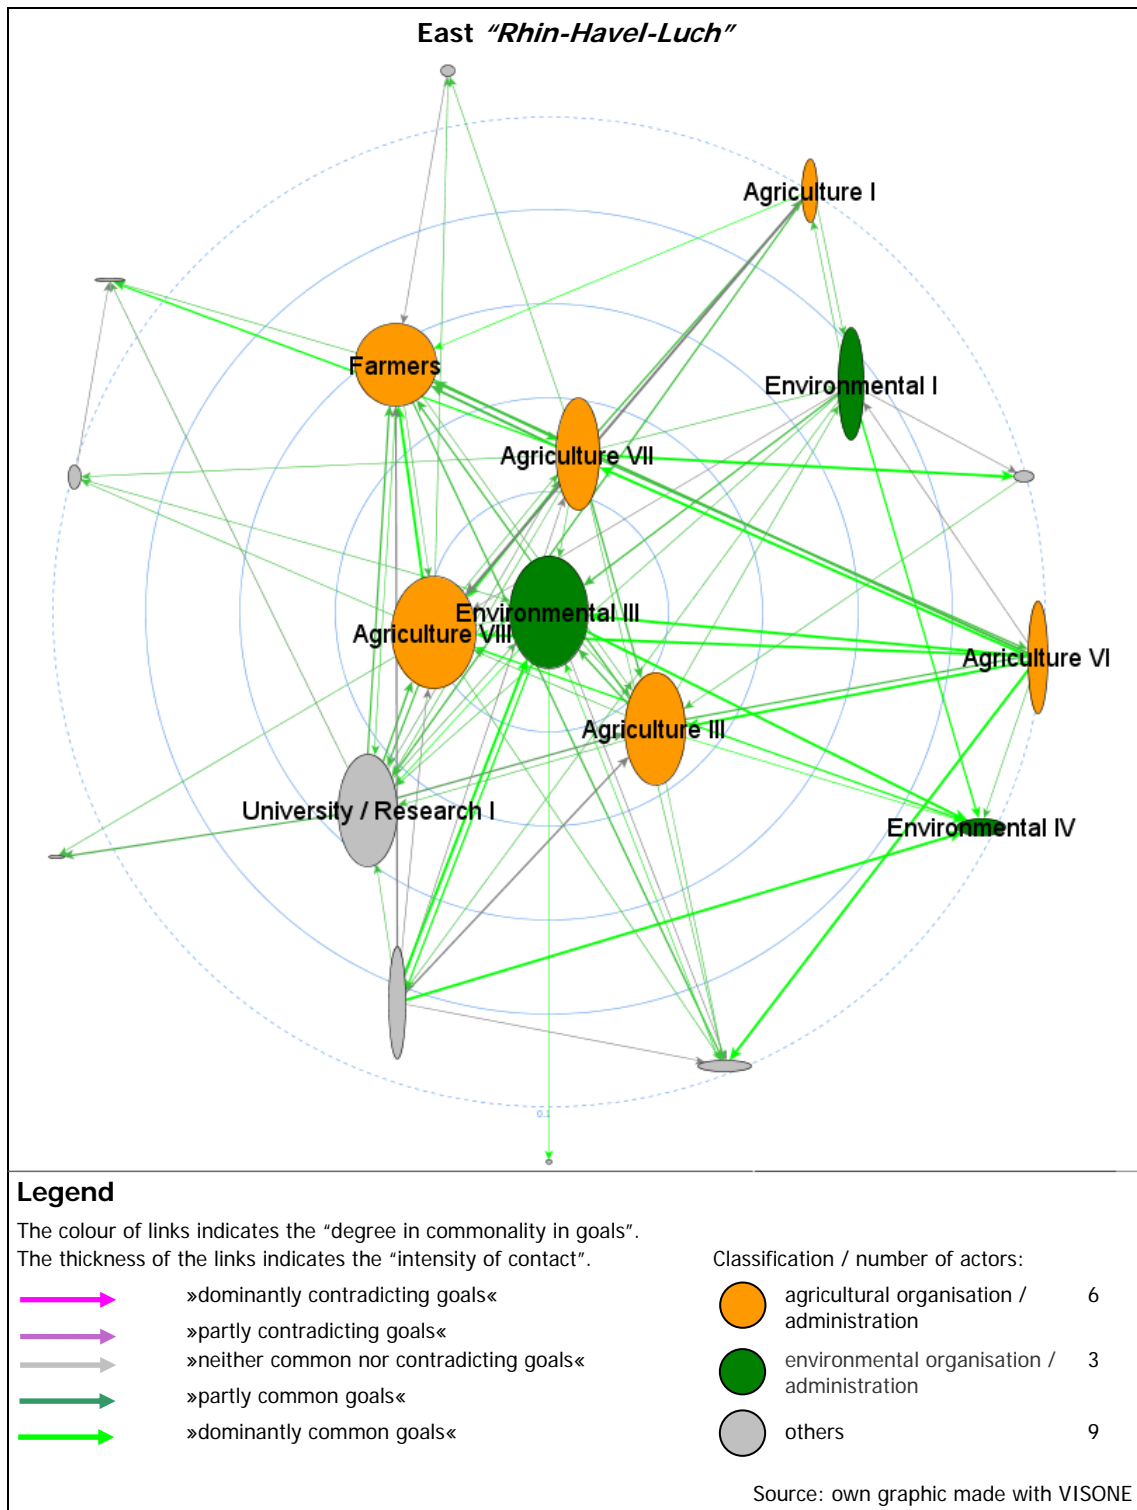 East “Rhin-Havel-Luch”
Agriculture I
Farmers
Environmental I
Agriculture VII
Environmental III
Agriculture VIII
Agriculture VI
Agriculture III
University / Research I
Environmental IV
0.1
Legend
The colour of links indicates the “degree in commonality in goals”.
The thickness of the links indicates the “intensity of contact”.
»dominantly contradicting goals«
»partly contradicting goals«
»neither common nor contradicting goals«
»partly common goals«
»dominantly common goals«
Classification / number of actors:
agricultural organisation / 6
administration
environmental organisation / 3
administration
others 9
Source: own graphic made with VISONE